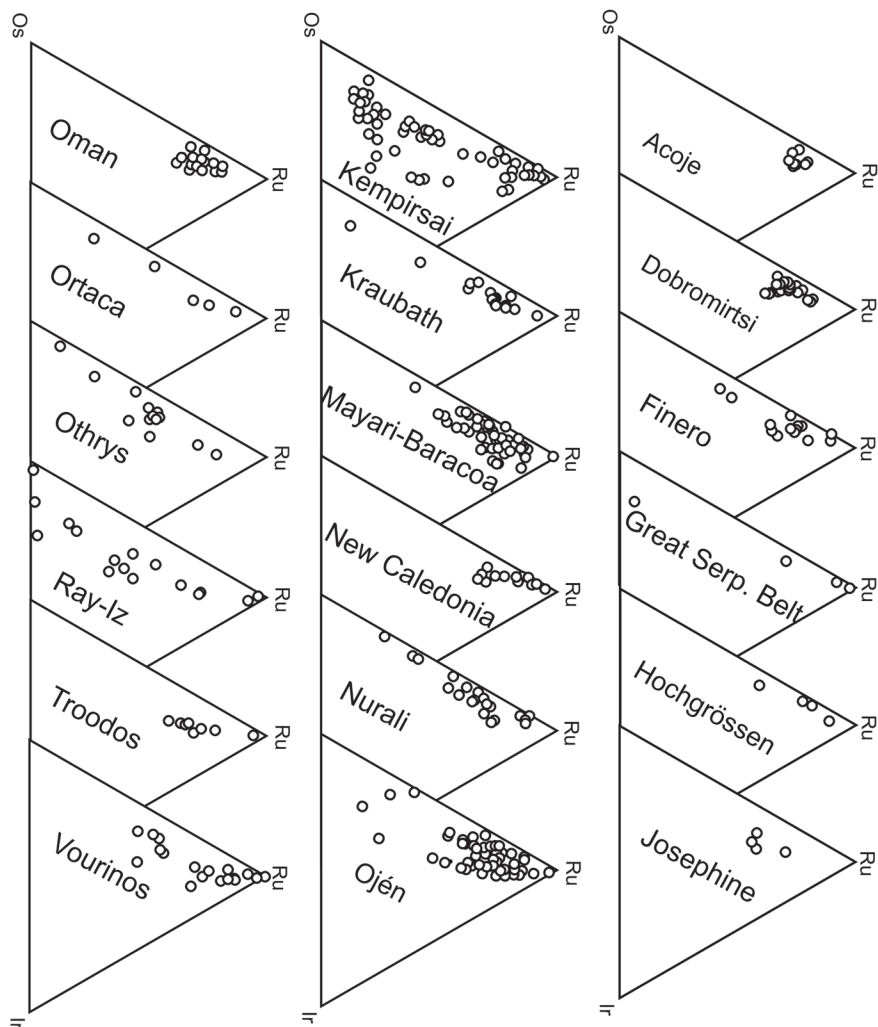 Os
Oman
Ru
Ortaca
Ru
Othrys
Ru
Ray-Iz
Ru
Troodos
Ru
Vourinos
Ru
Ir
Os
Kempirsai
Ru
Kraubath
Ru
Mayari-Baracoa
Ru
New Caledonia
Ru
Nurali
Ru
Ojén
Ru
Ir
Os
Acoje
Ru
Dobromirtsi
Ru
Finero
Ru
Great Serp. Belt
Ru
Hochgrössen
Ru
Josephine
Ru
Ir